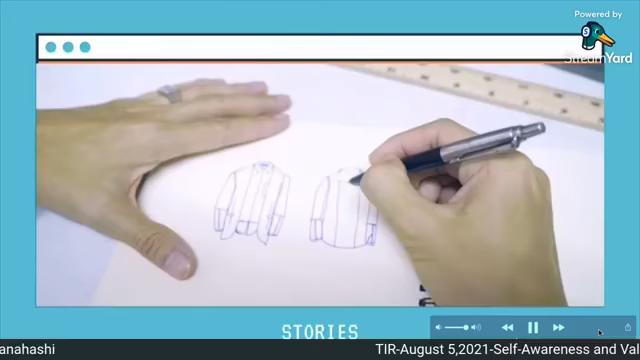 Powered by
StreamYard
STORIES
anahashi
TIR-August 5,2021-Self-Awareness and Val